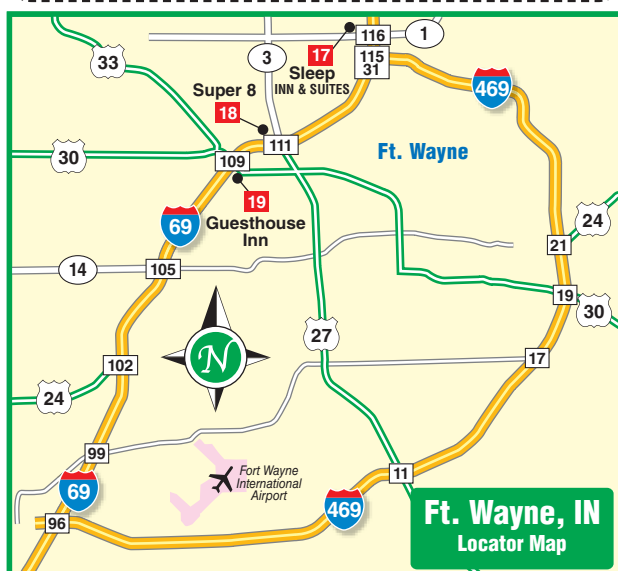 116
1
17
33
3
Sleep
INN & SUITES
115
31
Super 8
469
18
111
Ft. Wayne
30
109
19
Guesthouse
Inn
69
24
21
14
105
19
30
27
17
102
N
24
99
11
Fort Wayne
International
Airport
69
469
96
Ft. Wayne, IN
Locator Map